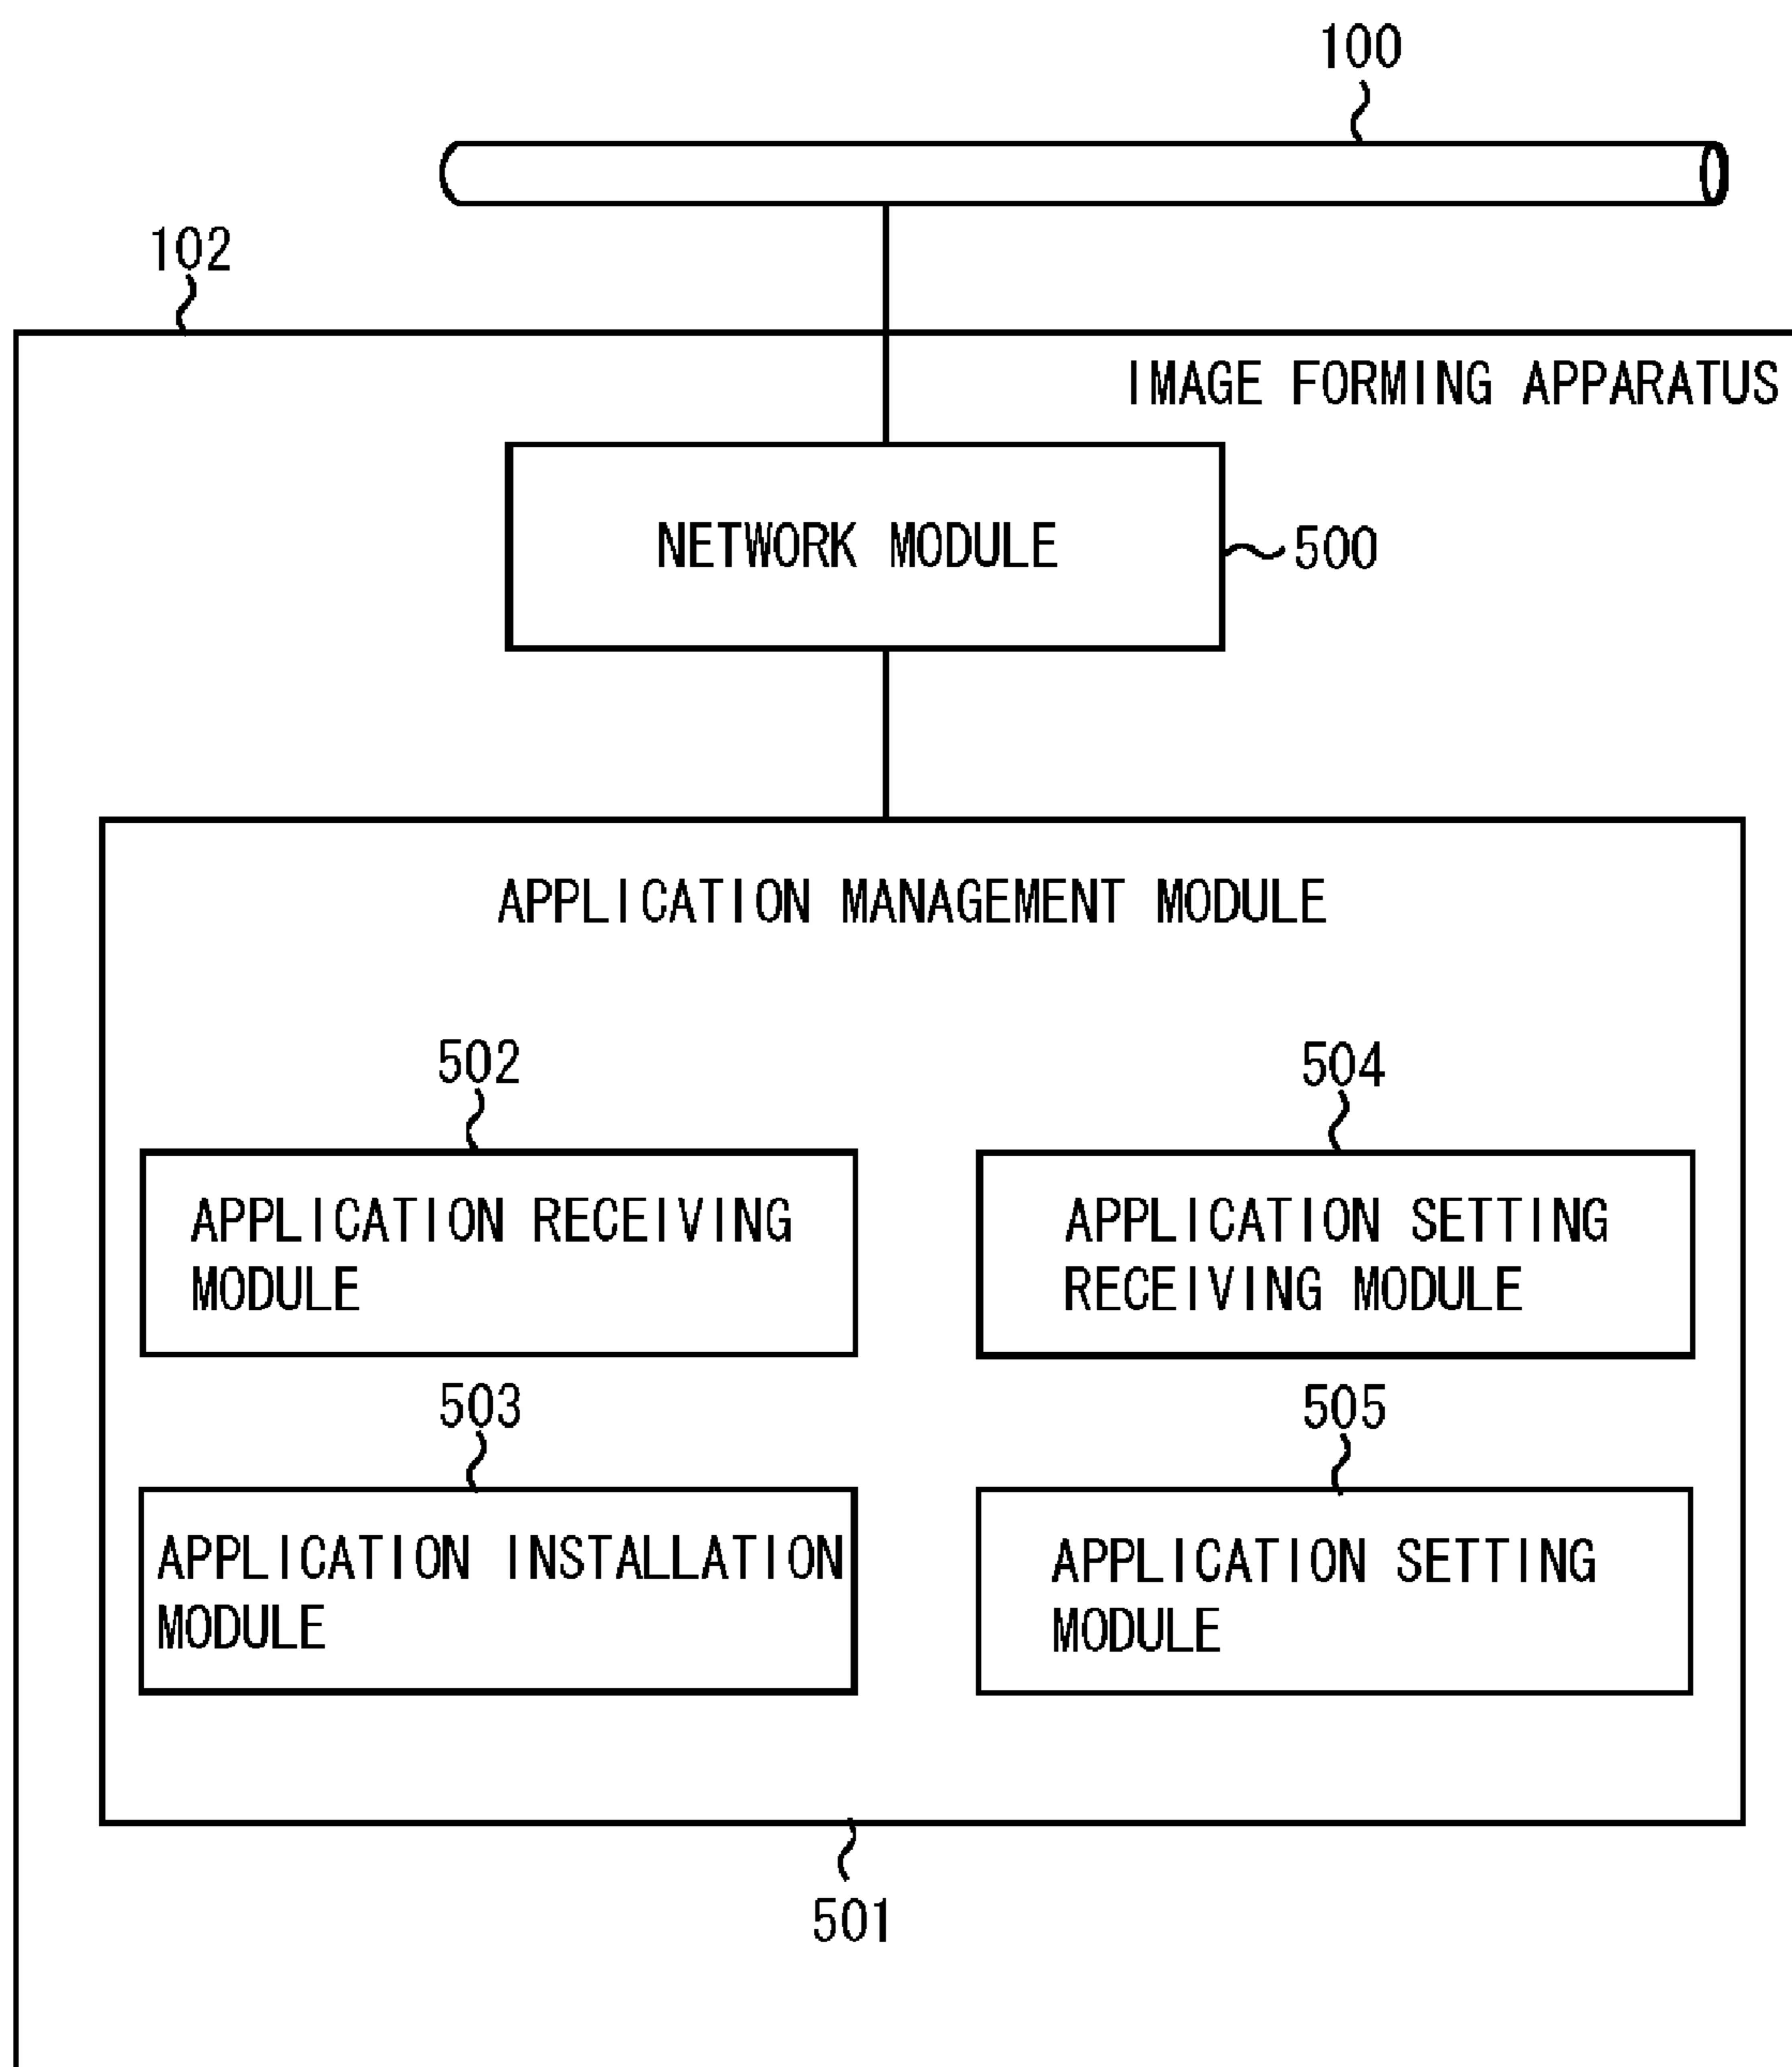 100
102
IMAGE FORMING APPARATUS
NETWORK MODULE
500
APPLICATION MANAGEMENT MODULE
502
504
APPLICATION RECEIVING
MODULE
APPLICATION SETTING
RECEIVING MODULE
503
505
APPLICATION INSTALLATION
MODULE
APPLICATION SETTING
MODULE
501